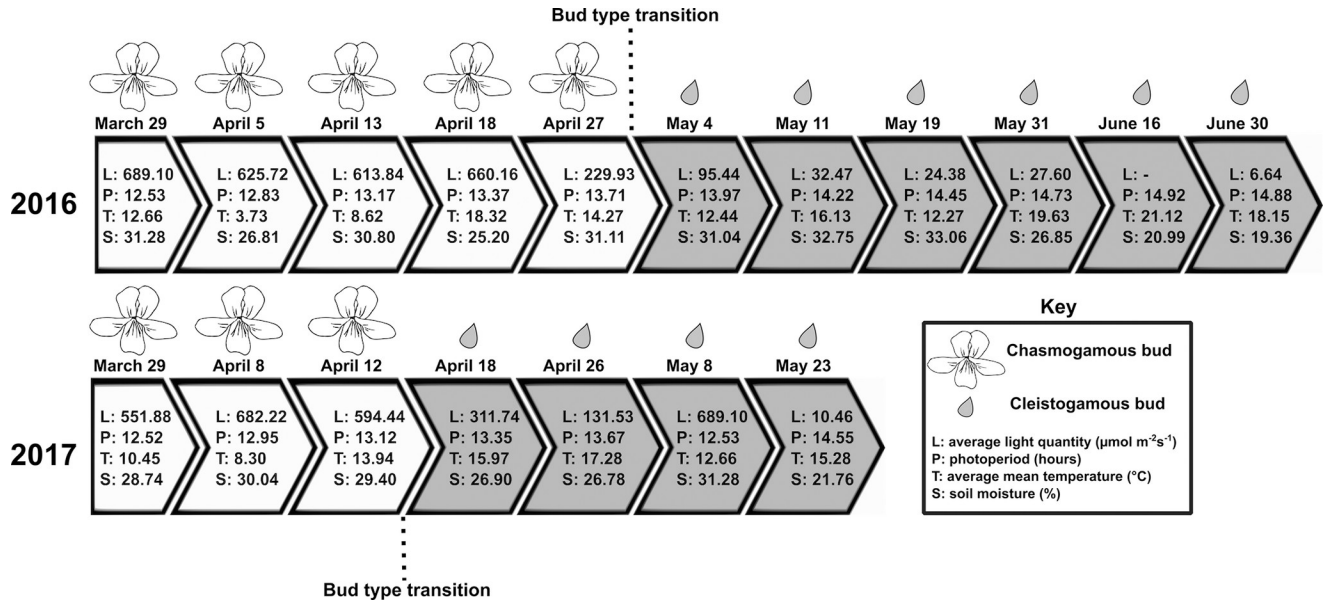 Bud type transition
March 29 April 5 April 13 April 18 April 27 May 4 May 11 May 19 May 31 June 16 June 30
2016
L: 689.10 L: 625.72 L: 613.84 L: 660.16 L: 229.93 L: 95.44 L: 32.47 L: 24.38 L: 27.60 L: - L: 6.64
P: 12.53 P: 12.83 P: 13.17 P: 13.37 P: 13.71 P: 13.97 P: 14.22 P: 14.45 P: 14.73 P: 14.92 P: 14.88
T: 12.66 T: 3.73 T: 8.62 T: 18.32 T: 14.27 T: 12.44 T: 16.13 T: 12.27 T: 19.63 T: 21.12 T: 18.15
S: 31.28 S: 26.81 S: 30.80 S: 25.20 S: 31.11 S: 31.04 S: 32.75 S: 33.06 S: 26.85 S: 20.99 S: 19.36
March 29 April 8 April 12 April 18 April 26 May 8 May 23
2017
L: 551.88 L: 682.22 L: 594.44 L: 311.74 L: 131.53 L: 689.10 L: 10.46
P: 12.52 P: 12.95 P: 13.12 P: 13.35 P: 13.67 P: 12.53 P: 14.55
T: 10.45 T: 8.30 T: 13.94 T: 15.97 T: 17.28 T: 12.66 T: 15.28
S: 28.74 S: 30.04 S: 29.40 S: 26.90 S: 26.78 S: 31.28 S: 21.76
Bud type transition
Key
Chasmogamous bud
Cleistogamous bud
L: average light quantity (µmol m⁻²s⁻¹)
P: photoperiod (hours)
T: average mean temperature (°C)
S: soil moisture (%)